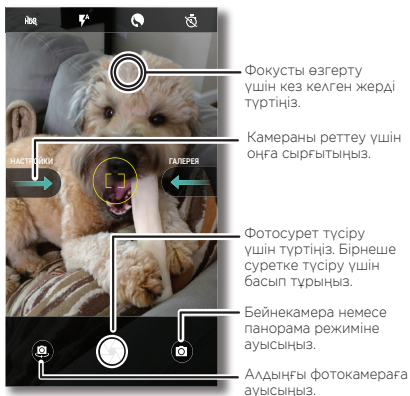 HDR
A
Фокусты өзгерту
үшін кез келген жерді
түртіңіз.
Камераны реттеу үшін
оңға сырғытыңыз.
НАСТРОЙКИ
ГАЛЕРЕЯ
Фотосурет түсіру
үшін түртіңіз. Бірнеше
суретке түсіру үшін
басып тұрыңыз.
Бейнекамера немесе
панорама режиміне
ауысыңыз.
Алдыңғы фотокамераға
ауысыңыз.